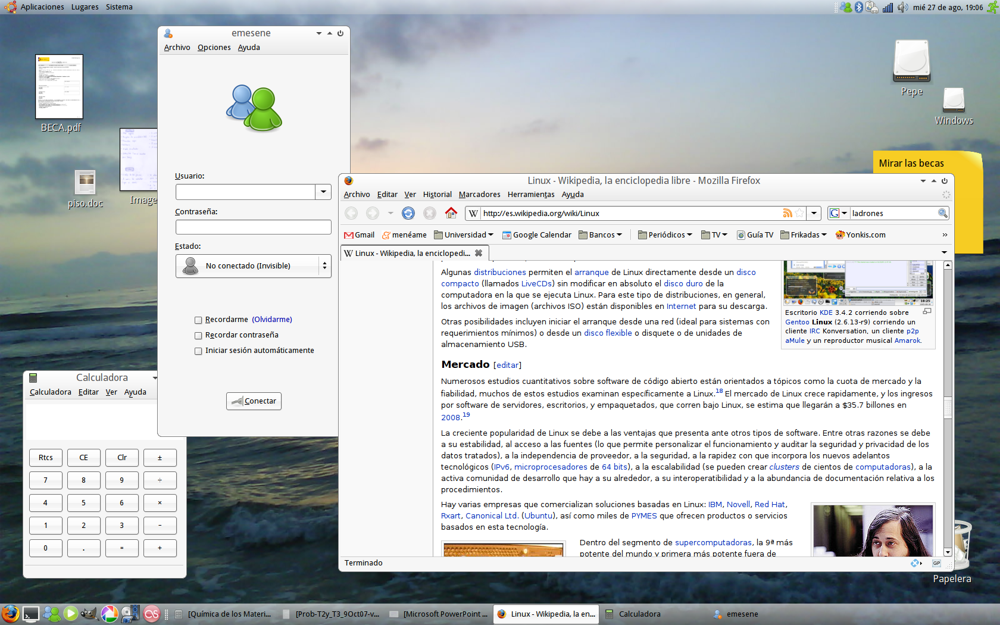 Aplicaciones Lugares Sistema
mié 27 de ago, 19:06
BECA.pdf
piso.doc
Image
Pepe
Windows
Mirar las becas
Papelera
emesene
Archivo Opciones Ayuda
Usuario:
Contraseña:
Estado:
No conectado (Invisible)
Recordarme (Olvidarme)
Recordar contraseña
Iniciar sesión automáticamente
Conectar
Calculadora
Calculadora Editar Ver Ayuda
Rtcs CE Clr ±
7 8 9 ÷
4 5 6 ×
1 2 3 −
0 . = +
Linux - Wikipedia, la enciclopedia libre - Mozilla Firefox
Archivo Editar Ver Historial Marcadores Herramientas Ayuda
W http://es.wikipedia.org/wiki/Linux G ladrones
Gmail menéame Universidad Google Calendar Bancos Periódicos TV Guía TV Frikadas Yonkis.com »
W Linux - Wikipedia, la enciclopedi...
Algunas distribuciones permiten el arranque de Linux directamente desde un disco
compacto (llamados LiveCDs) sin modificar en absoluto el disco duro de la
computadora en la que se ejecuta Linux. Para este tipo de distribuciones, en general,
los archivos de imagen (archivos ISO) están disponibles en Internet para su descarga.
Otras posibilidades incluyen iniciar el arranque desde una red (ideal para sistemas con
requerimientos mínimos) o desde un disco flexible o disquete o de unidades de
almacenamiento USB.
18:25
Escritorio KDE 3.4.2 corriendo sobre
Gentoo Linux (2.6.13-r9) corriendo un
cliente IRC Konversation, un cliente p2p
aMule y un reproductor musical Amarok.
Mercado [editar]
Numerosos estudios cuantitativos sobre software de código abierto están orientados a tópicos como la cuota de mercado y la
fiabilidad, muchos de estos estudios examinan específicamente a Linux.18 El mercado de Linux crece rapidamente, y los ingresos
por software de servidores, escritorios, y empaquetados, que corren bajo Linux, se estima que llegarán a $35.7 billones en
2008.19
La creciente popularidad de Linux se debe a las ventajas que presenta ante otros tipos de software. Entre otras razones se debe
a su estabilidad, al acceso a las fuentes (lo que permite personalizar el funcionamiento y auditar la seguridad y privacidad de los
datos tratados), a la independencia de proveedor, a la seguridad, a la rapidez con que incorpora los nuevos adelantos
tecnológicos (IPv6, microprocesadores de 64 bits), a la escalabilidad (se pueden crear clusters de cientos de computadoras), a la
activa comunidad de desarrollo que hay a su alrededor, a su interoperatibilidad y a la abundancia de documentación relativa a los
procedimientos.
Hay varias empresas que comercializan soluciones basadas en Linux: IBM, Novell, Red Hat,
Rxart, Canonical Ltd. (Ubuntu), así como miles de PYMES que ofrecen productos o servicios
basados en esta tecnología.
Dentro del segmento de supercomputadoras, la 9ª más
potente del mundo y primera más potente fuera de
Terminado
GP
[Química de los Materi... [Prob-T2y_T3_9Oct07-v... [Microsoft PowerPoint ... Linux - Wikipedia, la en... Calculadora emesene